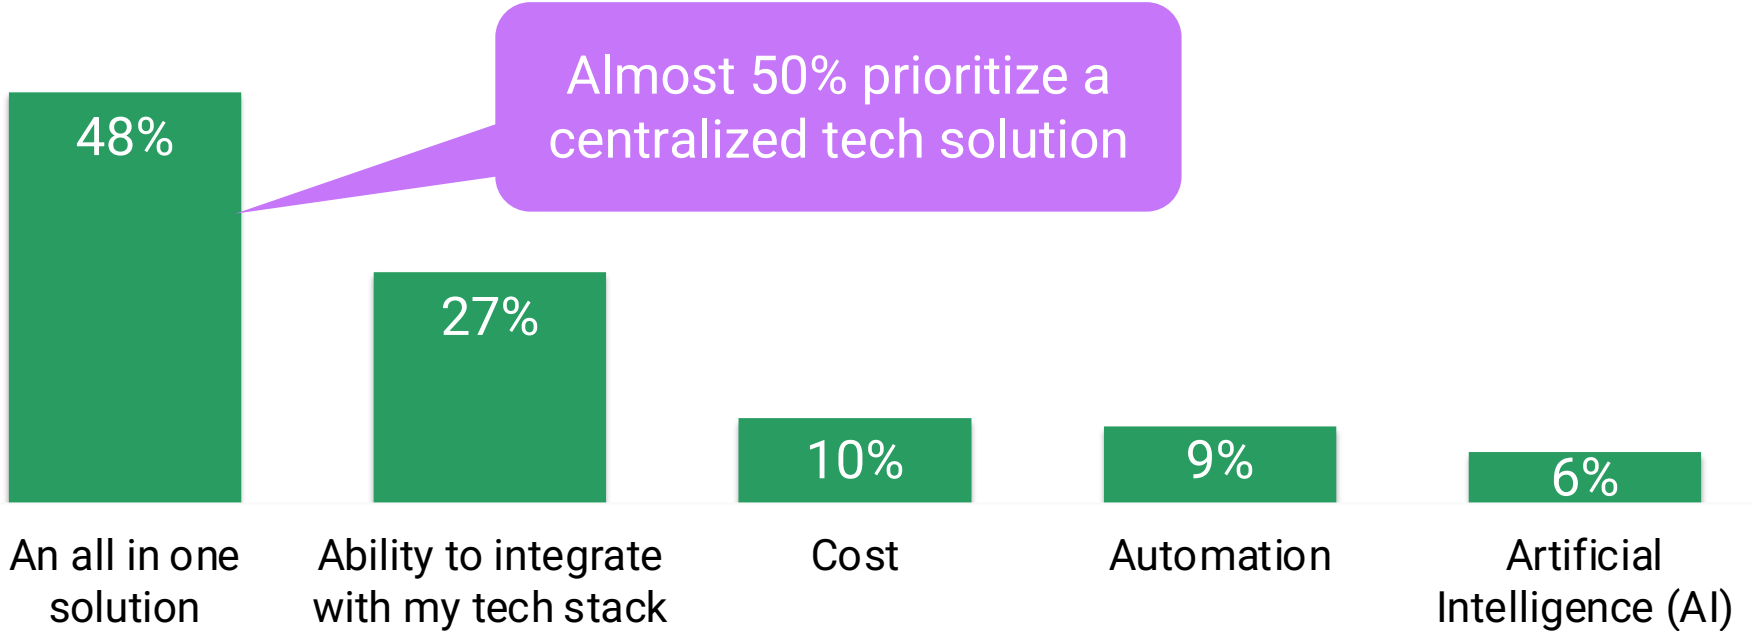 Almost 50% prioritize a
centralized tech solution
48%
27%
10%
9%
6%
An all in one
solution
Ability to integrate
with my tech stack
Cost
Automation
Artificial
Intelligence (AI)